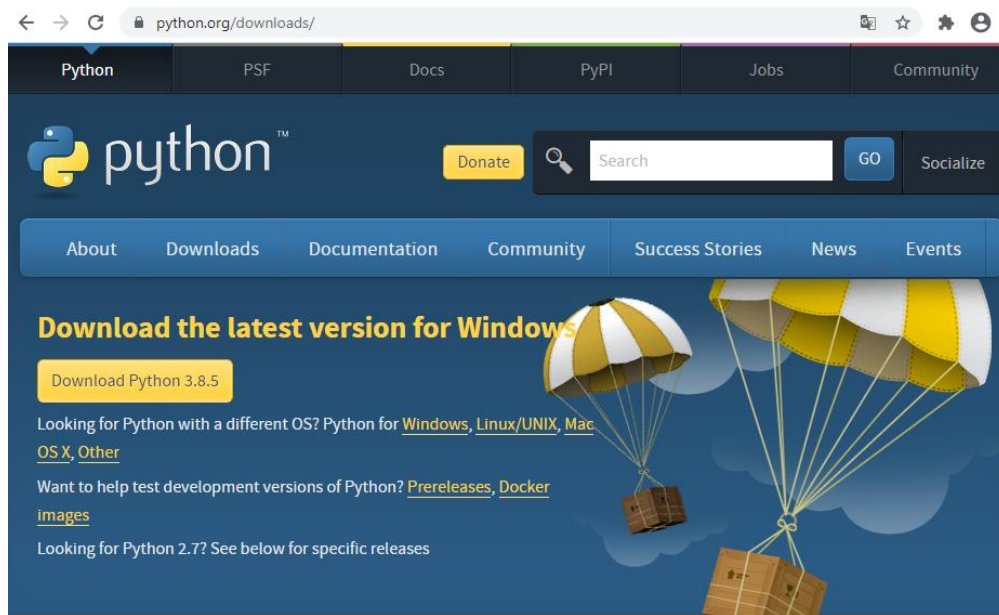 python.org/downloads/
Python PSF Docs PyPI Jobs Community
python™
Donate Search GO Socialize
About Downloads Documentation Community Success Stories News Events
Download the latest version for Windows
Download Python 3.8.5
Looking for Python with a different OS? Python for Windows, Linux/UNIX, Mac
OS X, Other
Want to help test development versions of Python? Prereleases, Docker
images
Looking for Python 2.7? See below for specific releases